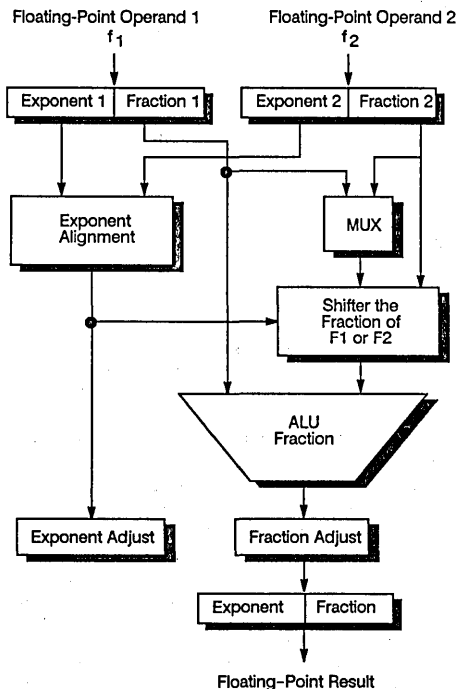 Floating-Point Operand 1
f1
Floating-Point Operand 2
f2
Exponent 1
Fraction 1
Exponent 2
Fraction 2
Exponent
Alignment
MUX
Shifter the
Fraction of
F1 or F2
ALU
Fraction
Exponent Adjust
Fraction Adjust
Exponent
Fraction
Floating-Point Result